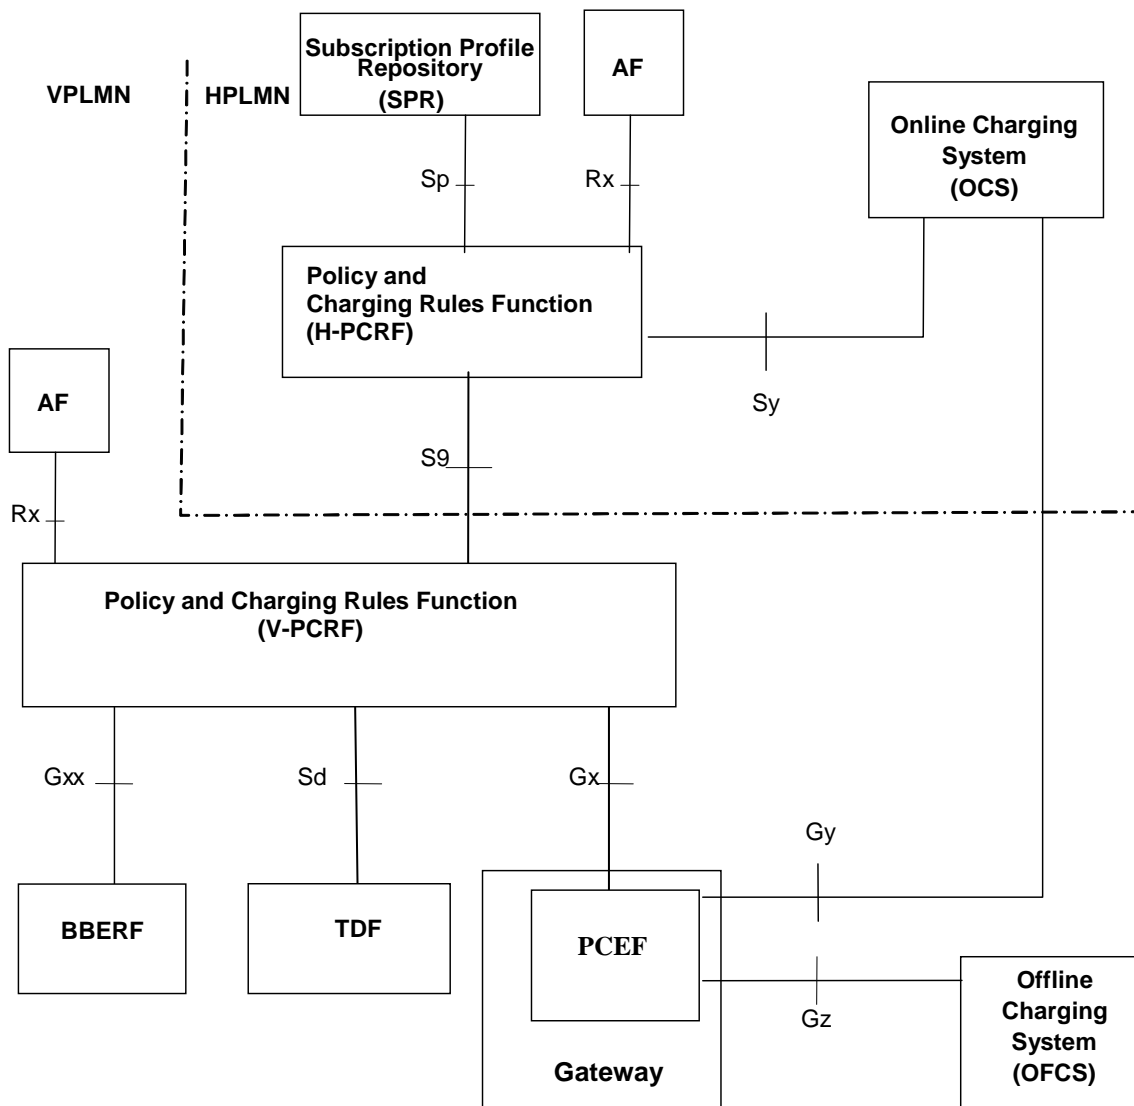 Subscription Profile
Repository
(SPR)
AF
VPLMN
HPLMN
Online Charging
System
(OCS)
Sp
Rx
Policy and
Charging Rules Function
(H-PCRF)
Sy
AF
S9
Rx
Policy and Charging Rules Function
(V-PCRF)
Gxx
Sd
Gx
Gy
BBERF
TDF
PCEF
Gz
Offline
Charging
System
(OFCS)
Gateway